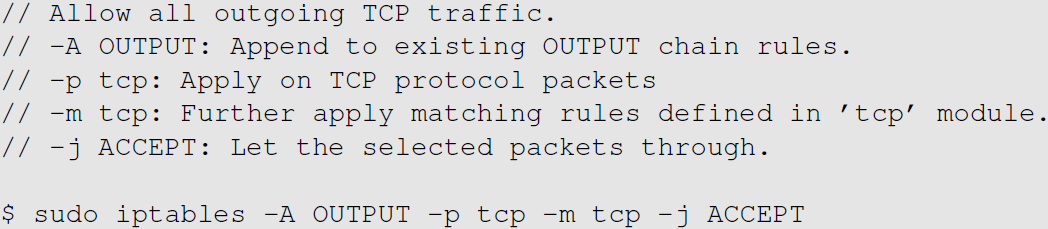 // Allow all outgoing TCP traffic.
// -A OUTPUT: Append to existing OUTPUT chain rules.
// -p tcp: Apply on TCP protocol packets
// -m tcp: Further apply matching rules defined in ’tcp’ module.
// -j ACCEPT: Let the selected packets through.
$ sudo iptables -A OUTPUT -p tcp -m tcp -j ACCEPT